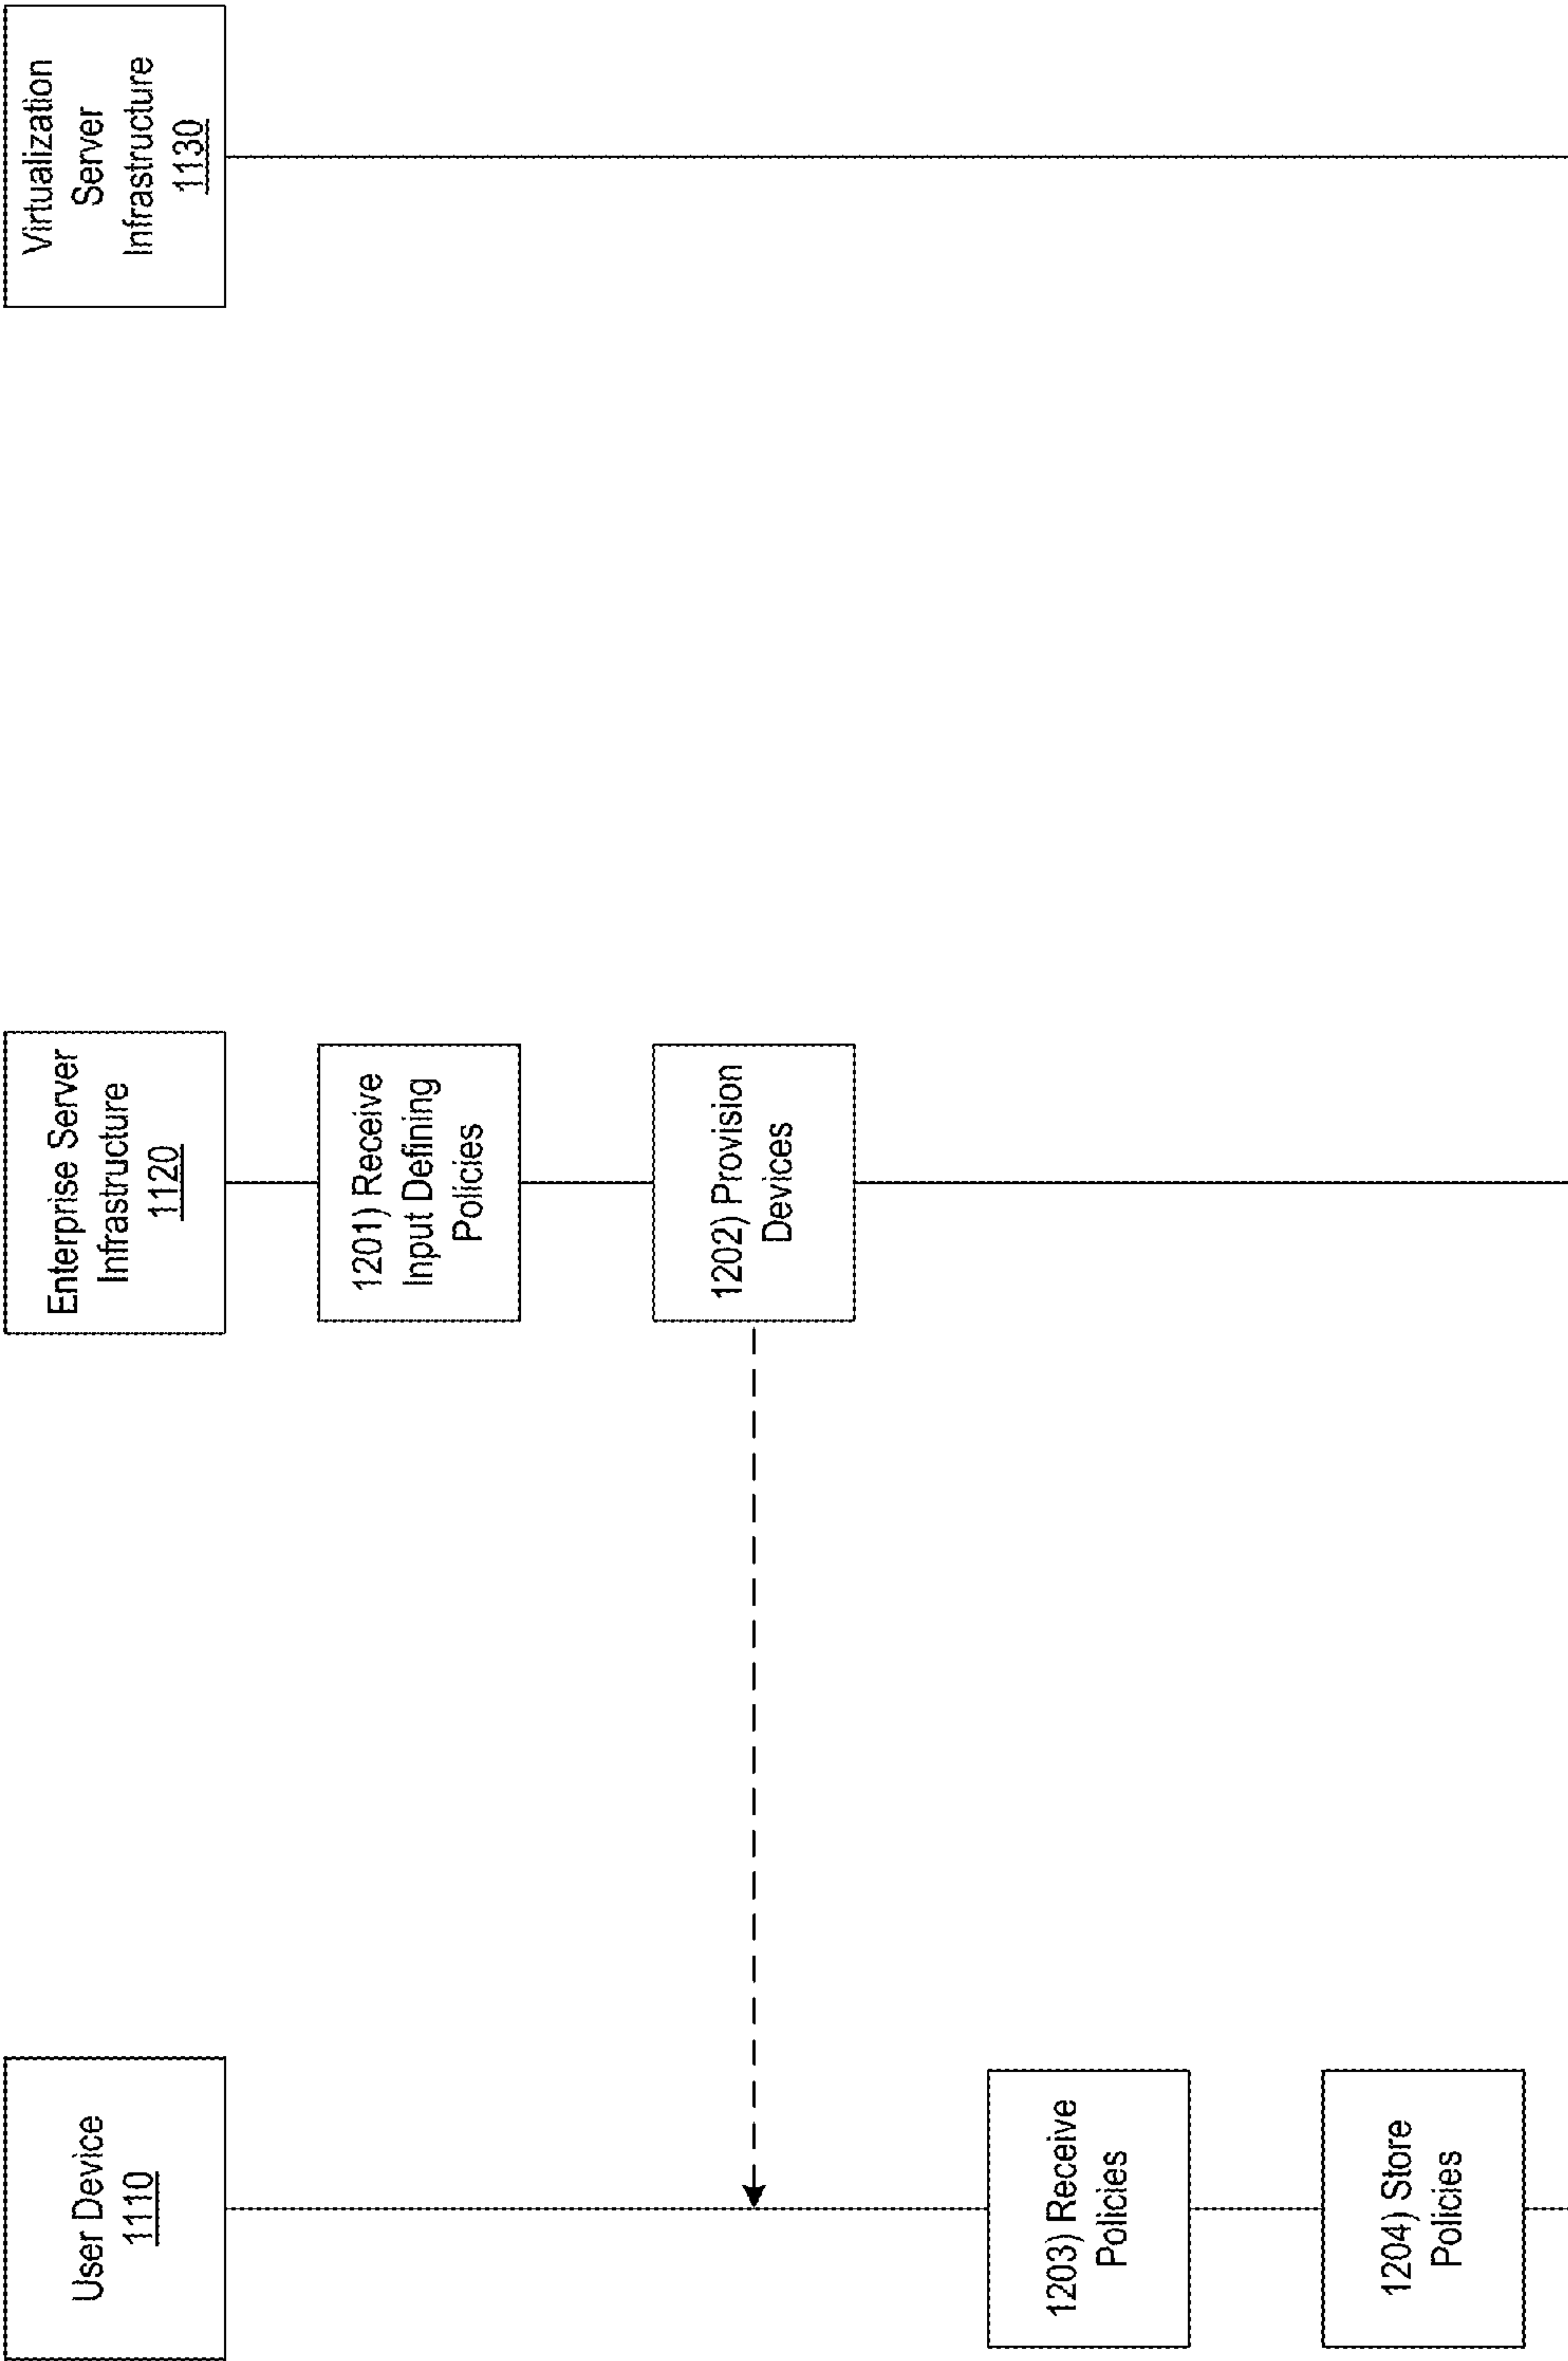 User Device
1110
Enterprise Server
Infrastructure
1120
Virtualization
Server
Infrastructure
1130
1201) Receive
Input Defining
Policies
1202) Provision
Devices
1203) Receive
Policies
1204) Store
Policies